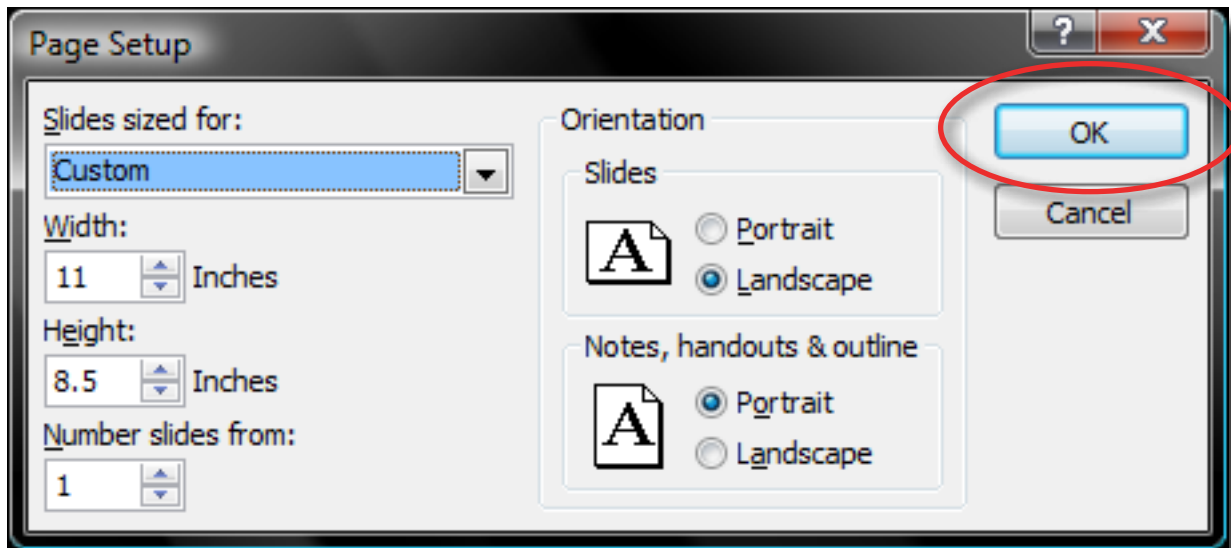 Page Setup
?
X
Slides sized for:
Custom
Width:
11 Inches
Height:
8.5 Inches
Number slides from:
1
Orientation
Slides
A
Portrait
Landscape
Notes, handouts & outline
A
Portrait
Landscape
OK
Cancel